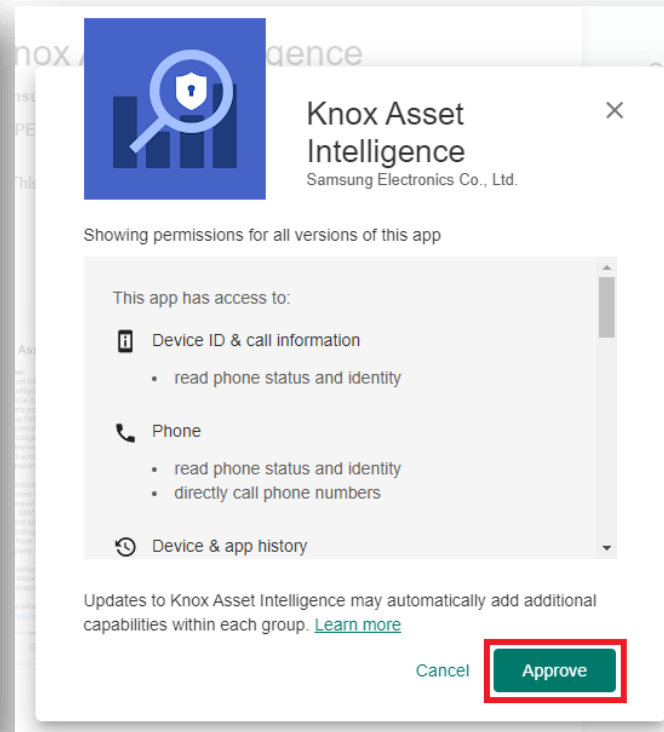 Knox Asset
Intelligence
Samsung Electronics Co., Ltd.
Showing permissions for all versions of this app
This app has access to:
Device ID & call information
• read phone status and identity
Phone
• read phone status and identity
• directly call phone numbers
Device & app history
Updates to Knox Asset Intelligence may automatically add additional
capabilities within each group. Learn more
Cancel
Approve